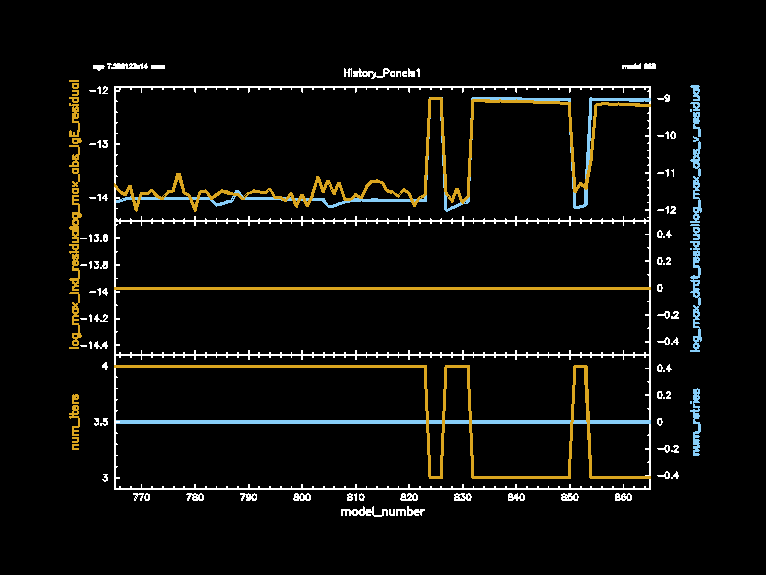 History_Panels1
log_max_abs_lgE_residual
−12
−13
−14
−9
−10
−11
−12
log_max_abs_v_residual
log_max_lnd_residual
−13.6
−13.8
−14
−14.2
−14.4
0.4
0.2
0
−0.2
−0.4
log_max_drdt_residual
num_iters
4
3.5
3
0.4
0.2
0
−0.2
−0.4
num_retries
770 780 790 800 810 820 830 840 850 860
model_number